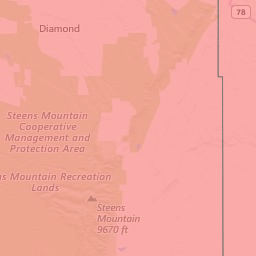 78
Diamond
Steens Mountain
Cooperative
Management and
Protection Area
Mountain Recreation
Lands
Steens
Mountain
9670 ft